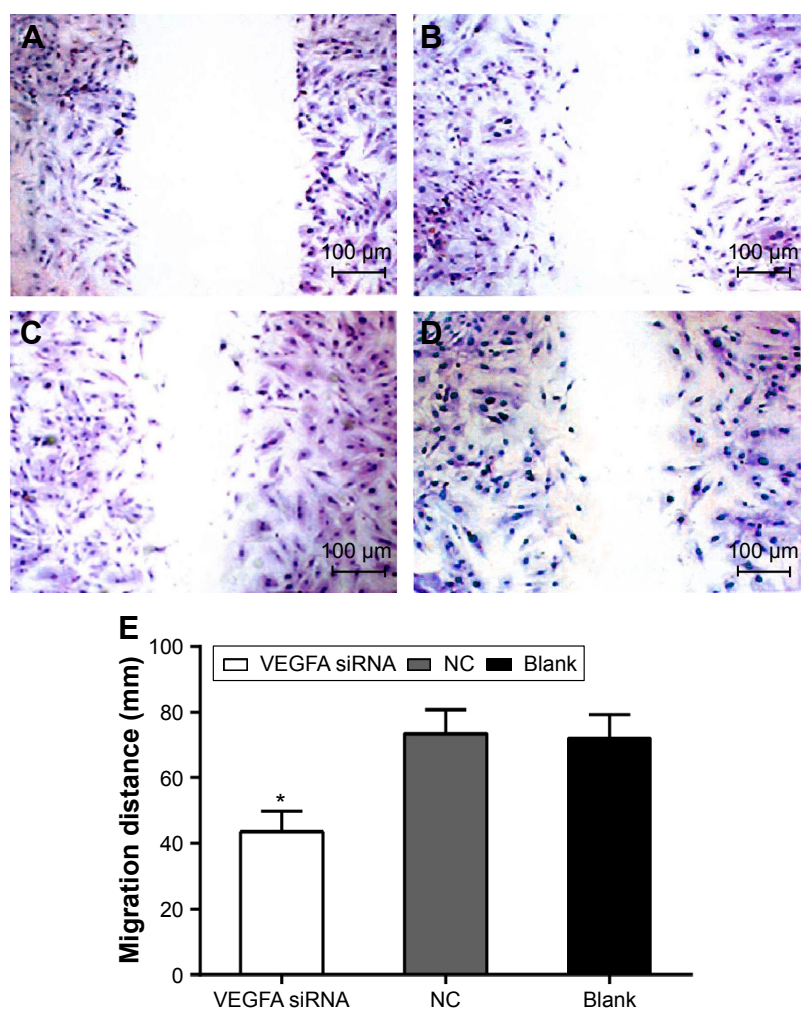 A
B
100 µm
100 µm
C
D
100 µm
100 µm
E
Migration distance (mm)
100
80
60
40
20
0
VEGFA siRNA NC Blank
*
VEGFA siRNA NC Blank